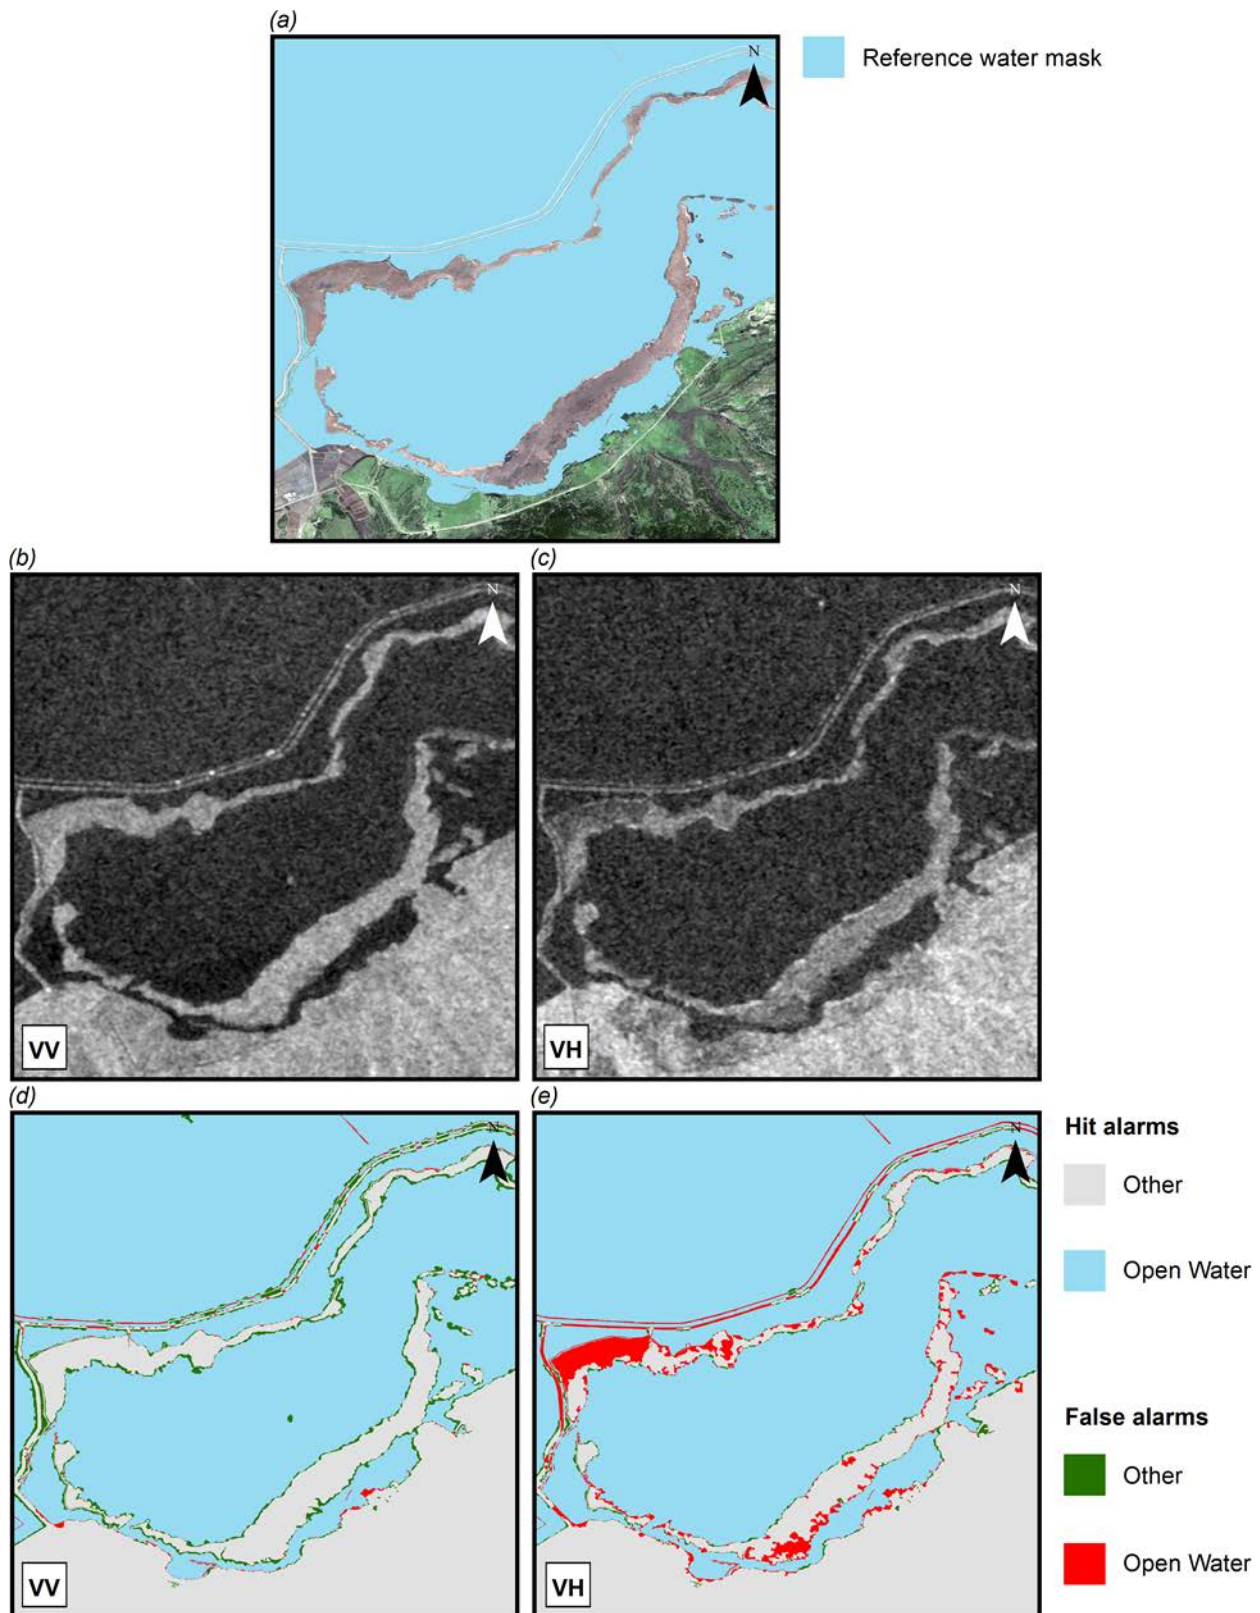 (a)
N
Reference water mask
(b)
(c)
N
N
VV
VH
(d)
(e)
N
N
Hit alarms
Other
Open Water
False alarms
Other
Open Water
VV
VH